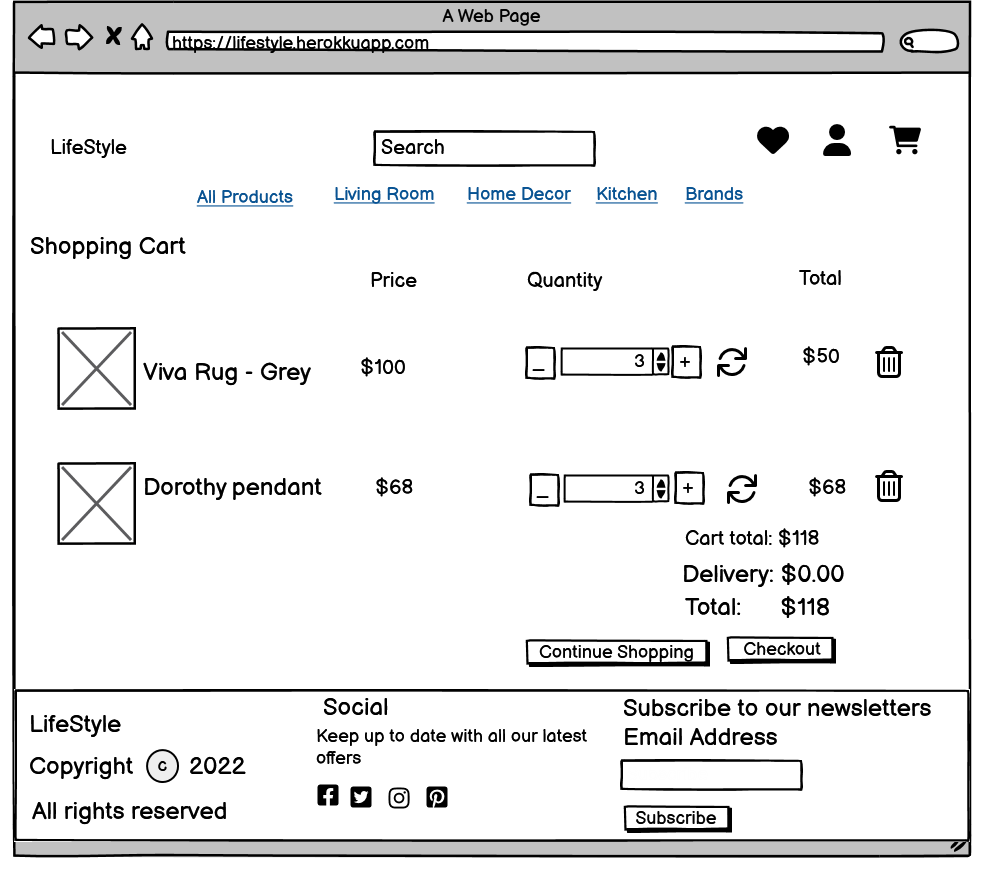 A Web Page
https://lifestyle.herokkuapp.com
LifeStyle
Search
All Products Living Room Home Decor Kitchen Brands
Shopping Cart
Price Quantity Total
Viva Rug - Grey $100 _ 3 + $50
Dorothy pendant $68 _ 3 + $68
Cart total: $118
Delivery: $0.00
Total: $118
Continue Shopping Checkout
LifeStyle
Copyright C 2022
All rights reserved
Social
Keep up to date with all our latest
offers
Subscribe to our newsletters
Email Address
Subscribe